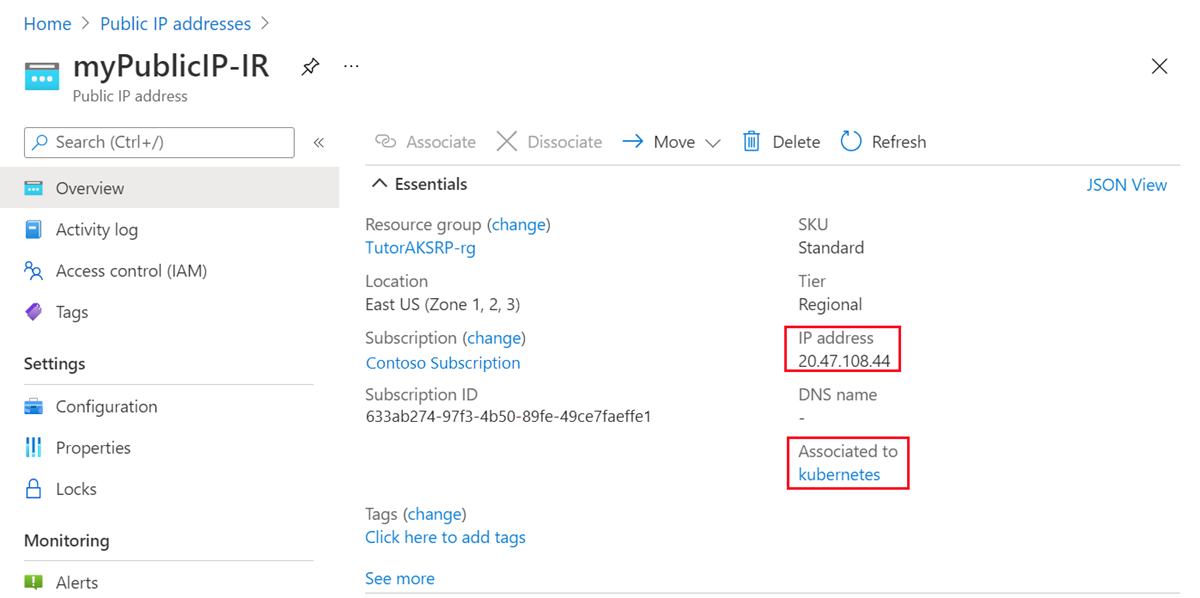 Home > Public IP addresses >
myPublicIP-IR ...
Public IP address
Search (Ctrl+/) «
Overview
Activity log
Access control (IAM)
Tags
Settings
Configuration
Properties
Locks
Monitoring
Alerts
Associate Dissociate Move Delete Refresh
Essentials JSON View
Resource group (change)
TutorAKSRP-rg
Location
East US (Zone 1, 2, 3)
Subscription (change)
Contoso Subscription
Subscription ID
633ab274-97f3-4b50-89fe-49ce7faeffe1
SKU
Standard
Tier
Regional
IP address
20.47.108.44
DNS name
-
Associated to
kubernetes
Tags (change)
Click here to add tags
See more